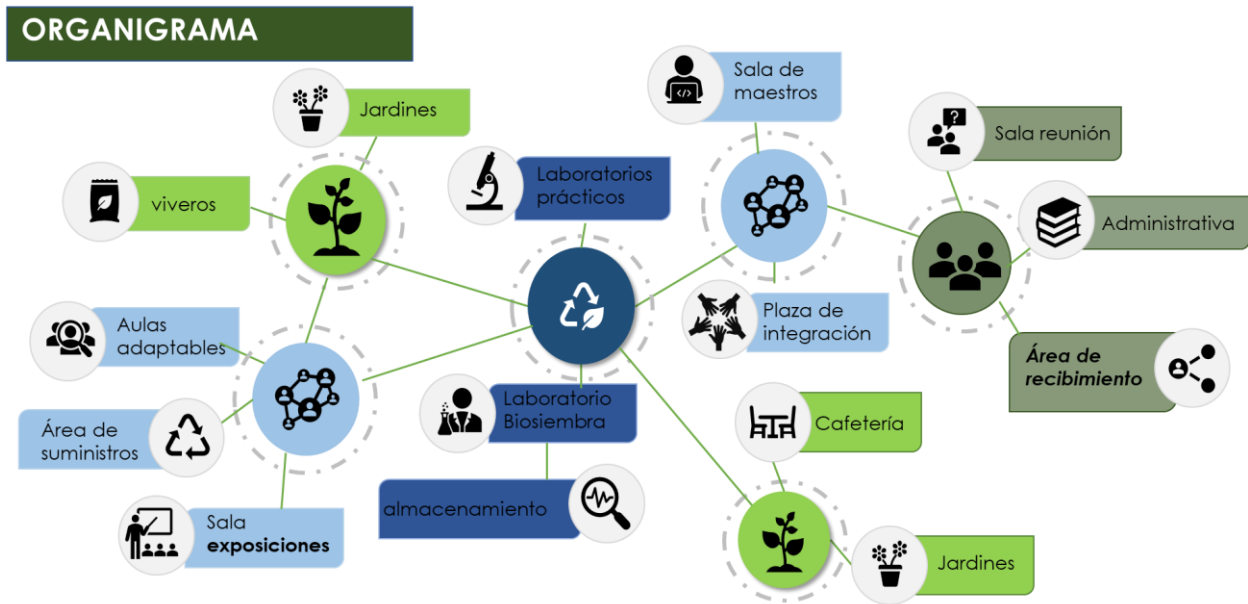 ORGANIGRAMA
Jardines
viveros
Aulas
adaptables
Área de
suministros
Sala
exposiciones
Laboratorios
prácticos
Laboratorio
Biosiembra
almacenamiento
Sala de
maestros
Plaza de
integración
Sala reunión
Administrativa
Área de
recibimiento
Cafetería
Jardines